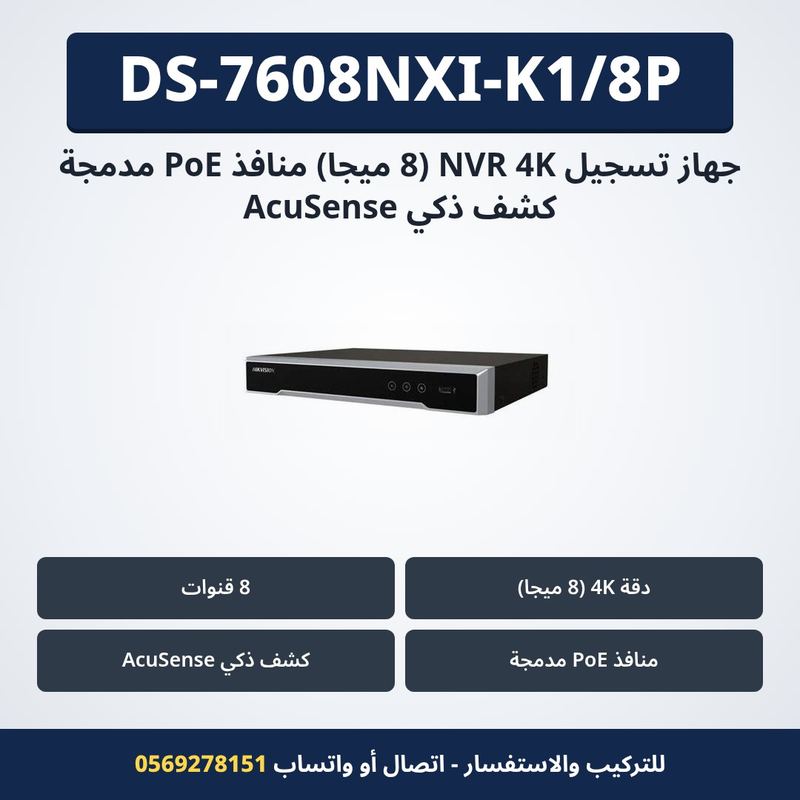 DS-7608NXI-K1/8P
جهاز تسجيل NVR 4K (8 ميجا) منافذ PoE مدمجة
كشف ذكي AcuSense
HIKVISION
دقة 4K (8 ميجا)
8 قنوات
منافذ PoE مدمجة
كشف ذكي AcuSense
للتركيب والاستفسار - اتصال أو واتساب 0569278151